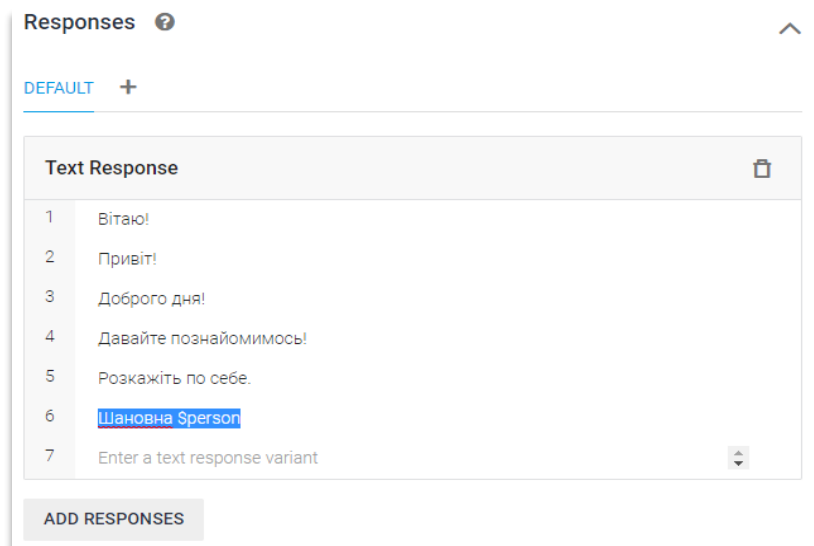 Responses ?
DEFAULT +
Text Response
1 Вітаю!
2 Привіт!
3 Доброго дня!
4 Давайте познайомимось!
5 Розкажіть по себе.
6 Шановна $person
7 Enter a text response variant
ADD RESPONSES